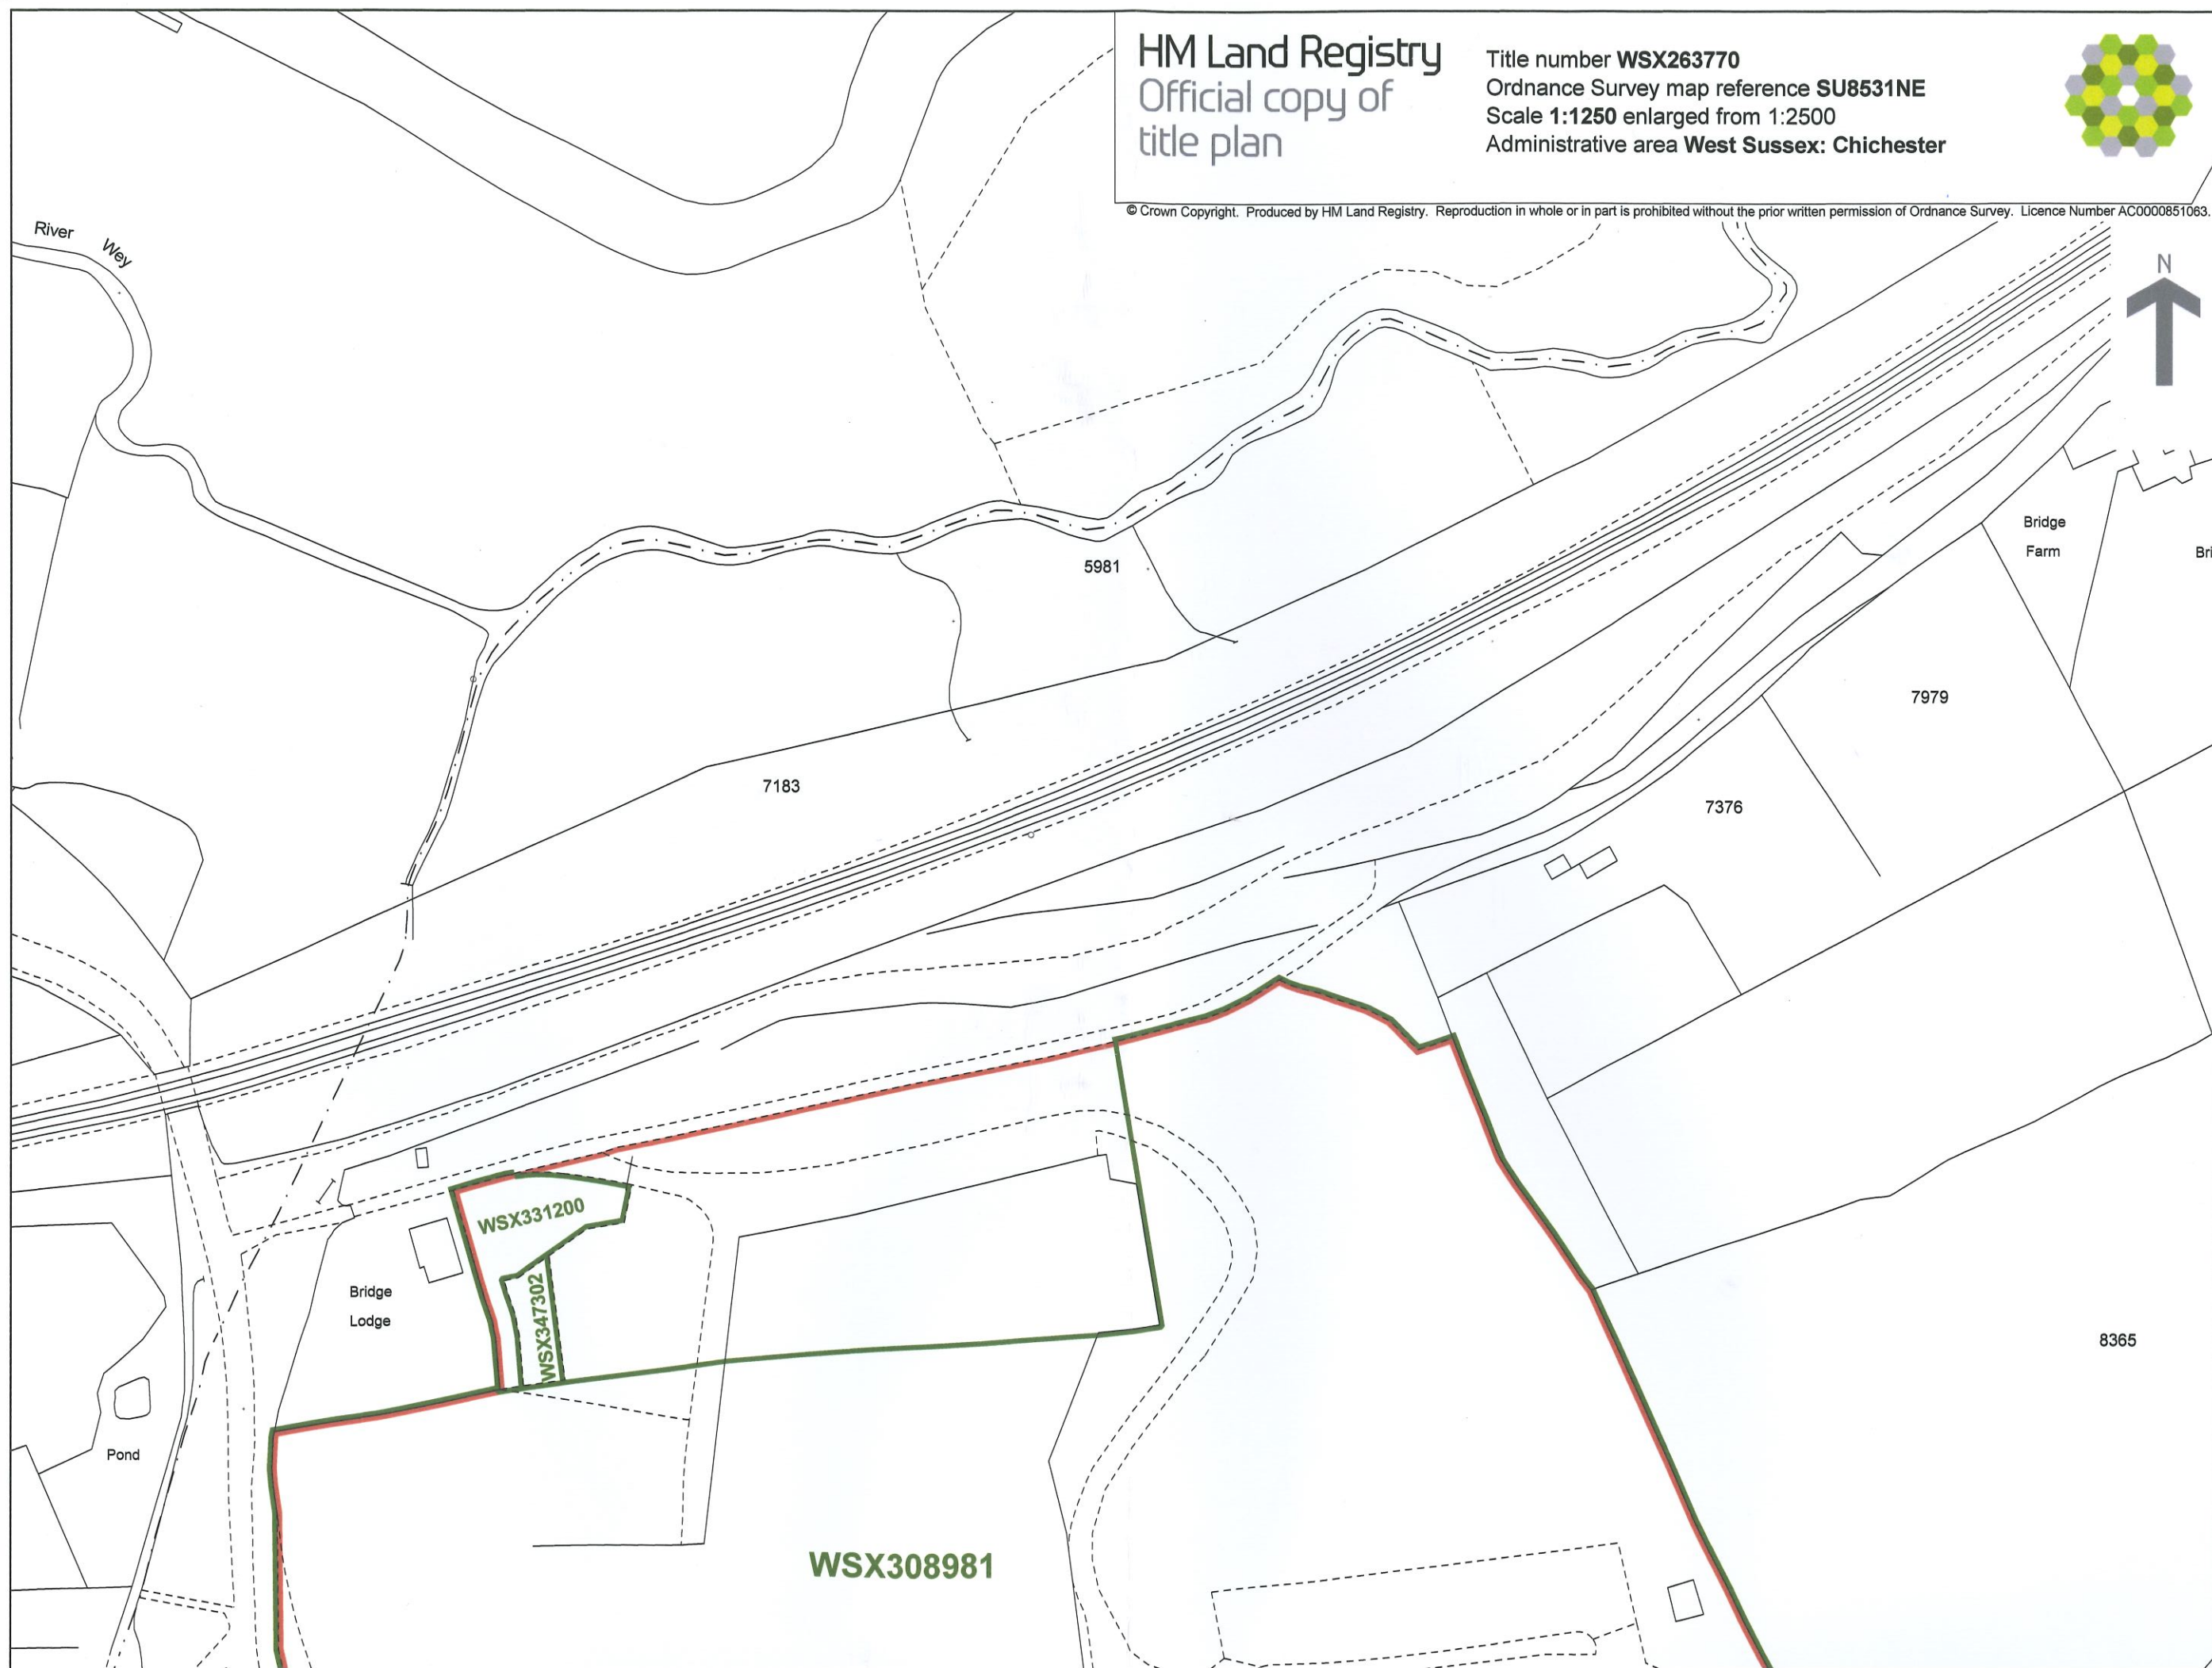 HM Land Registry
Official copy of
title plan
Title number WSX263770
Ordnance Survey map reference SU8531NE
Scale 1:1250 enlarged from 1:2500
Administrative area West Sussex: Chichester
© Crown Copyright. Produced by HM Land Registry. Reproduction in whole or in part is prohibited without the prior written permission of Ordnance Survey. Licence Number AC0000851063.
N
River Wey
Bridge
Farm
Bri
5981
7979
7183
7376
WSX331200
WSX347302
Bridge
Lodge
8365
Pond
WSX308981